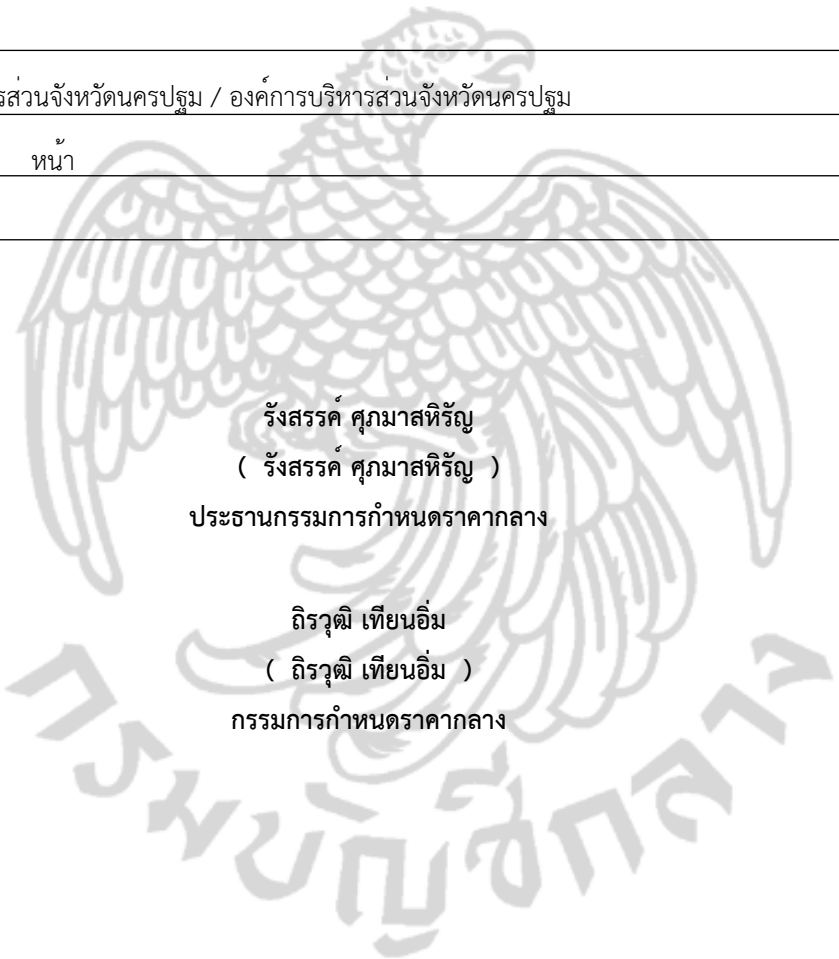 รส่วนจังหวัดนครปฐม / องค์การบริหารส่วนจังหวัดนครปฐม
หน้า
รังสรรค์ ศุภมาสหิรัญ
( รังสรรค์ ศุภมาสหิรัญ )
ประธานกรรมการกำหนดราคากลาง
ถิรวุฒิ เทียนอิ่ม
( ถิรวุฒิ เทียนอิ่ม )
กรรมการกำหนดราคากลาง
กรมบัญชีกลาง